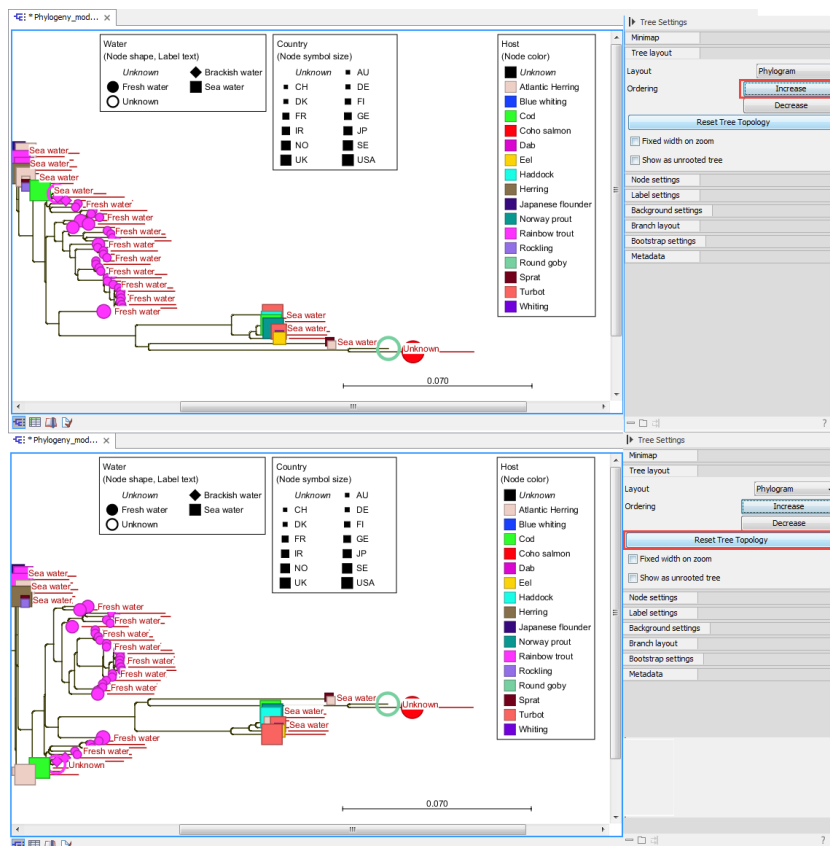 * Phylogeny_mod... ×
Tree Settings
Minimap
Tree layout
Layout Phylogram
Ordering Increase
Decrease
Reset Tree Topology
Fixed width on zoom
Show as unrooted tree
Node settings
Label settings
Background settings
Branch layout
Bootstrap settings
Metadata
Water
(Node shape, Label text)
Unknown Brackish water
Fresh water Sea water
Unknown
Country
(Node symbol size)
Unknown AU
CH DE
DK FI
FR GE
IR JP
NO SE
UK USA
Host
(Node color)
Unknown
Atlantic Herring
Blue whiting
Cod
Coho salmon
Dab
Eel
Haddock
Herring
Japanese flounder
Norway prout
Rainbow trout
Rockling
Round goby
Sprat
Turbot
Whiting
Sea water
Sea water
Sea water
Fresh water
Fresh water
Fresh water
Fresh water
Fresh water
Fresh water
Fresh water
Fresh water
Fresh water
Sea water
Sea water
Sea water
Unknown
0.070
?
* Phylogeny_mod... ×
Tree Settings
Minimap
Tree layout
Layout Phylogram
Ordering Increase
Decrease
Reset Tree Topology
Fixed width on zoom
Show as unrooted tree
Node settings
Label settings
Background settings
Branch layout
Bootstrap settings
Metadata
Water
(Node shape, Label text)
Unknown Brackish water
Fresh water Sea water
Unknown
Country
(Node symbol size)
Unknown AU
CH DE
DK FI
FR GE
IR JP
NO SE
UK USA
Host
(Node color)
Unknown
Atlantic Herring
Blue whiting
Cod
Coho salmon
Dab
Eel
Haddock
Herring
Japanese flounder
Norway prout
Rainbow trout
Rockling
Round goby
Sprat
Turbot
Whiting
Sea water
Sea water
Sea water
Fresh water
Fresh water
Fresh water
Fresh water
Fresh water
Fresh water
Fresh water
Sea water
Unknown
Sea water
Sea water
Fresh water
Fresh water
Unknown
0.070
?